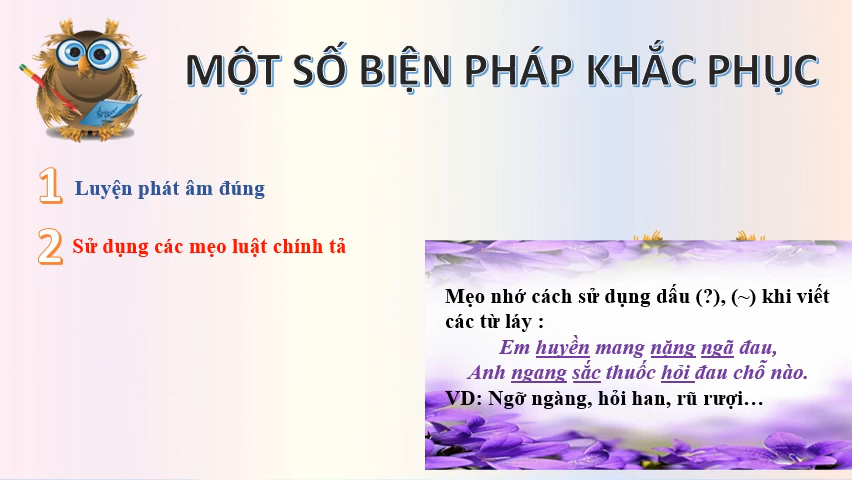 MỘT SỐ BIỆN PHÁP KHẮC PHỤC
1 Luyện phát âm đúng
2 Sử dụng các mẹo luật chính tả
Mẹo nhớ cách sử dụng dấu (?), (~) khi viết
các từ láy :
Em huyền mang nặng ngã đau,
Anh ngang sắc thuốc hỏi đau chỗ nào.
VD: Ngỡ ngàng, hỏi han, rũ rượi…